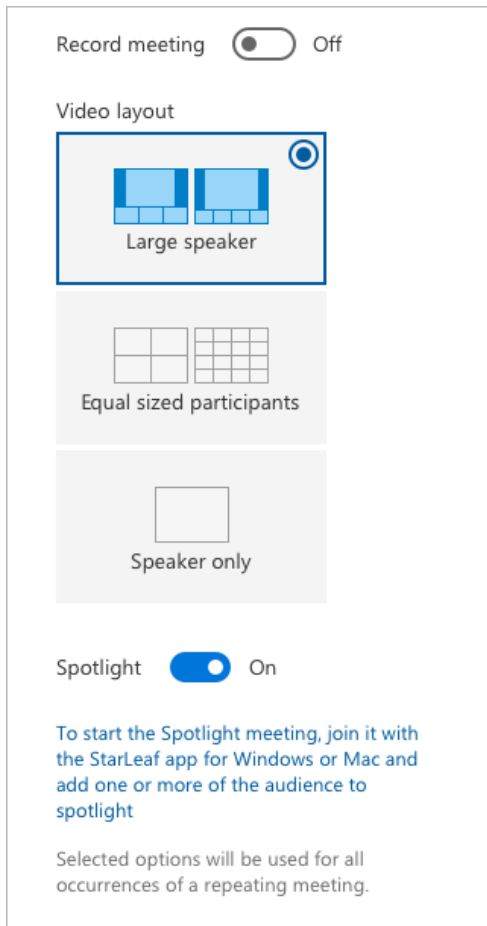 Record meeting Off
Video layout
Large speaker
Equal sized participants
Speaker only
Spotlight On
To start the Spotlight meeting, join it with
the StarLeaf app for Windows or Mac and
add one or more of the audience to
spotlight
Selected options will be used for all
occurrences of a repeating meeting.